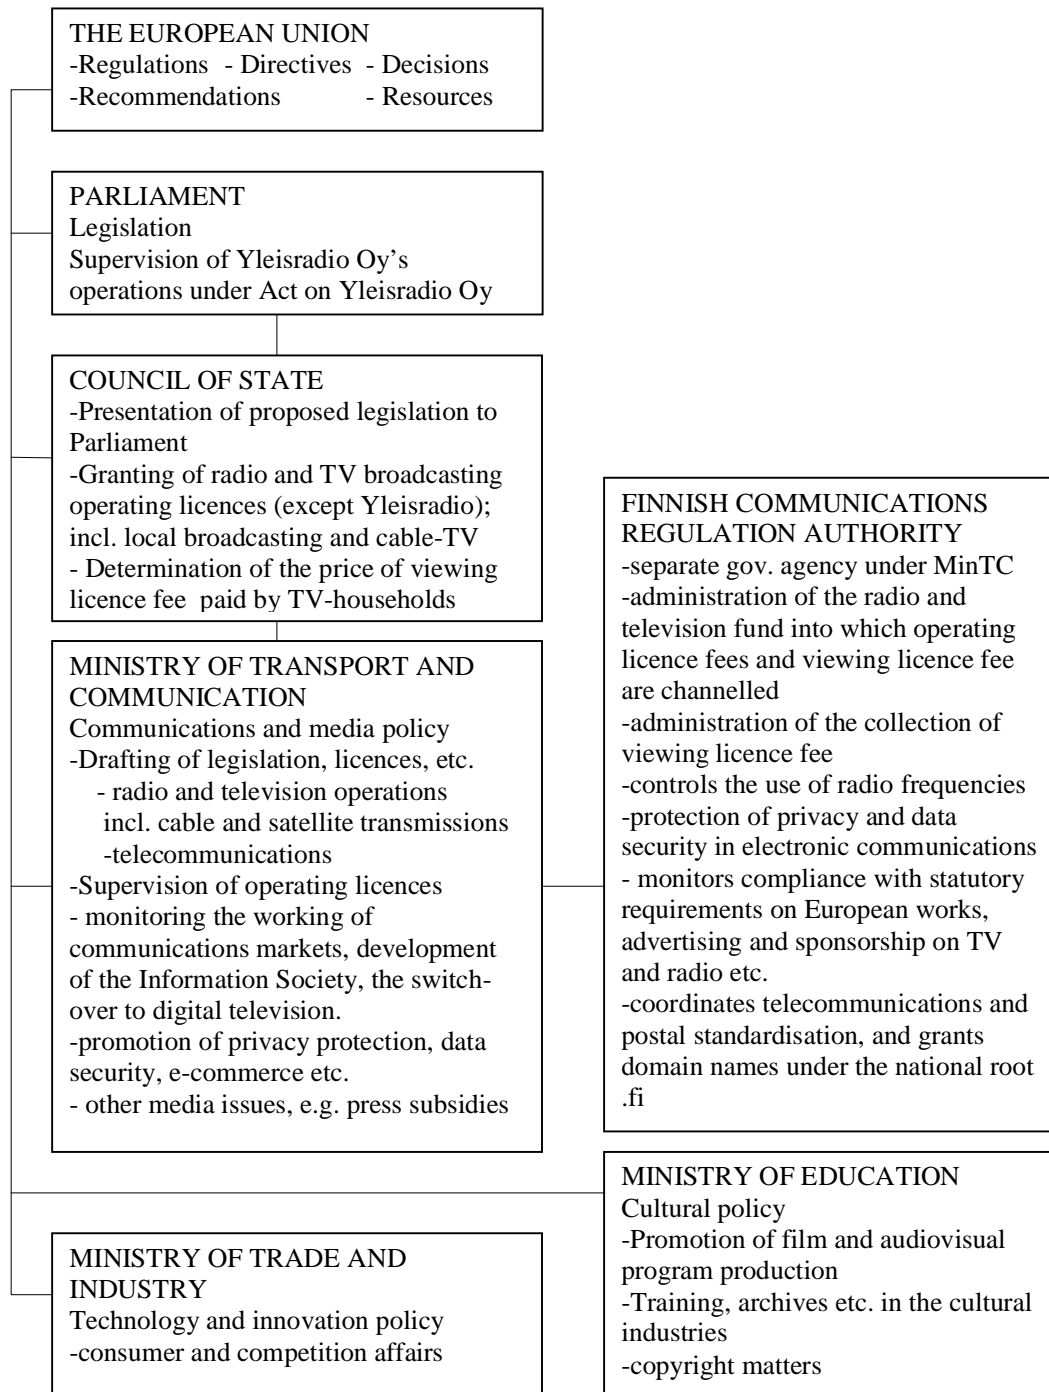 THE EUROPEAN UNION
-Regulations - Directives - Decisions
-Recommendations - Resources
PARLIAMENT
Legislation
Supervision of Yleisradio Oy’s
operations under Act on Yleisradio Oy
COUNCIL OF STATE
-Presentation of proposed legislation to
Parliament
-Granting of radio and TV broadcasting
operating licences (except Yleisradio);
incl. local broadcasting and cable-TV
- Determination of the price of viewing
licence fee paid by TV-households
MINISTRY OF TRANSPORT AND
COMMUNICATION
Communications and media policy
-Drafting of legislation, licences, etc.
- radio and television operations
incl. cable and satellite transmissions
-telecommunications
-Supervision of operating licences
- monitoring the working of
communications markets, development
of the Information Society, the switch-
over to digital television.
-promotion of privacy protection, data
security, e-commerce etc.
- other media issues, e.g. press subsidies
FINNISH COMMUNICATIONS
REGULATION AUTHORITY
-separate gov. agency under MinTC
-administration of the radio and
television fund into which operating
licence fees and viewing licence fee
are channelled
-administration of the collection of
viewing licence fee
-controls the use of radio frequencies
-protection of privacy and data
security in electronic communications
- monitors compliance with statutory
requirements on European works,
advertising and sponsorship on TV
and radio etc.
-coordinates telecommunications and
postal standardisation, and grants
domain names under the national root
.fi
MINISTRY OF EDUCATION
Cultural policy
-Promotion of film and audiovisual
program production
-Training, archives etc. in the cultural
industries
-copyright matters
MINISTRY OF TRADE AND
INDUSTRY
Technology and innovation policy
-consumer and competition affairs